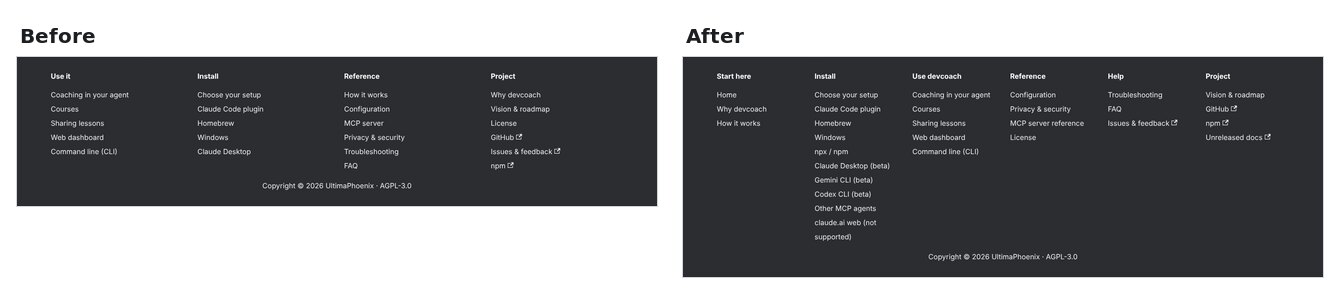 Before
Use it
Coaching in your agent
Courses
Sharing lessons
Web dashboard
Command line (CLI)
Install
Choose your setup
Claude Code plugin
Homebrew
Windows
Claude Desktop
Reference
How it works
Configuration
MCP server
Privacy & security
Troubleshooting
FAQ
Project
Why devcoach
Vision & roadmap
License
GitHub
Issues & feedback
npm
Copyright © 2026 UltimaPhoenix · AGPL-3.0
After
Start here
Home
Why devcoach
How it works
Install
Choose your setup
Claude Code plugin
Homebrew
Windows
npx / npm
Claude Desktop (beta)
Gemini CLI (beta)
Codex CLI (beta)
Other MCP agents
claude.ai web (not
supported)
Use devcoach
Coaching in your agent
Courses
Sharing lessons
Web dashboard
Command line (CLI)
Reference
Configuration
Privacy & security
MCP server reference
License
Help
Troubleshooting
FAQ
Issues & feedback
Project
Vision & roadmap
GitHub
npm
Unreleased docs
Copyright © 2026 UltimaPhoenix · AGPL-3.0